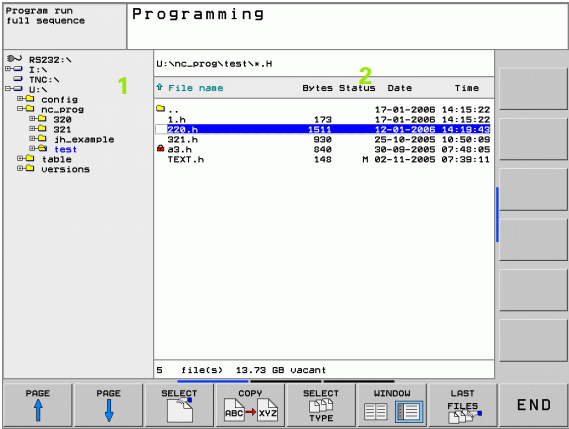 Program run
full sequence
Programming
RS232:\
I:\
TNC:\
U:\
config
nc_prog
320
321
jh_example
test
table
versions
1
U:\nc_prog\test\*.H
2
File name Bytes Status Date Time
.. 17-01-2006 14:15:22
1.h 173 17-01-2006 14:15:22
220.h 1511 12-01-2006 14:19:43
321.h 930 25-10-2005 10:50:09
a3.h 840 30-09-2005 07:48:05
TEXT.h 148 M 02-11-2005 07:39:11
5 file(s) 13.73 GB vacant
PAGE
PAGE
SELECT
COPY
ABC XYZ
SELECT
TYPE
WINDOW
LAST
FILES
END